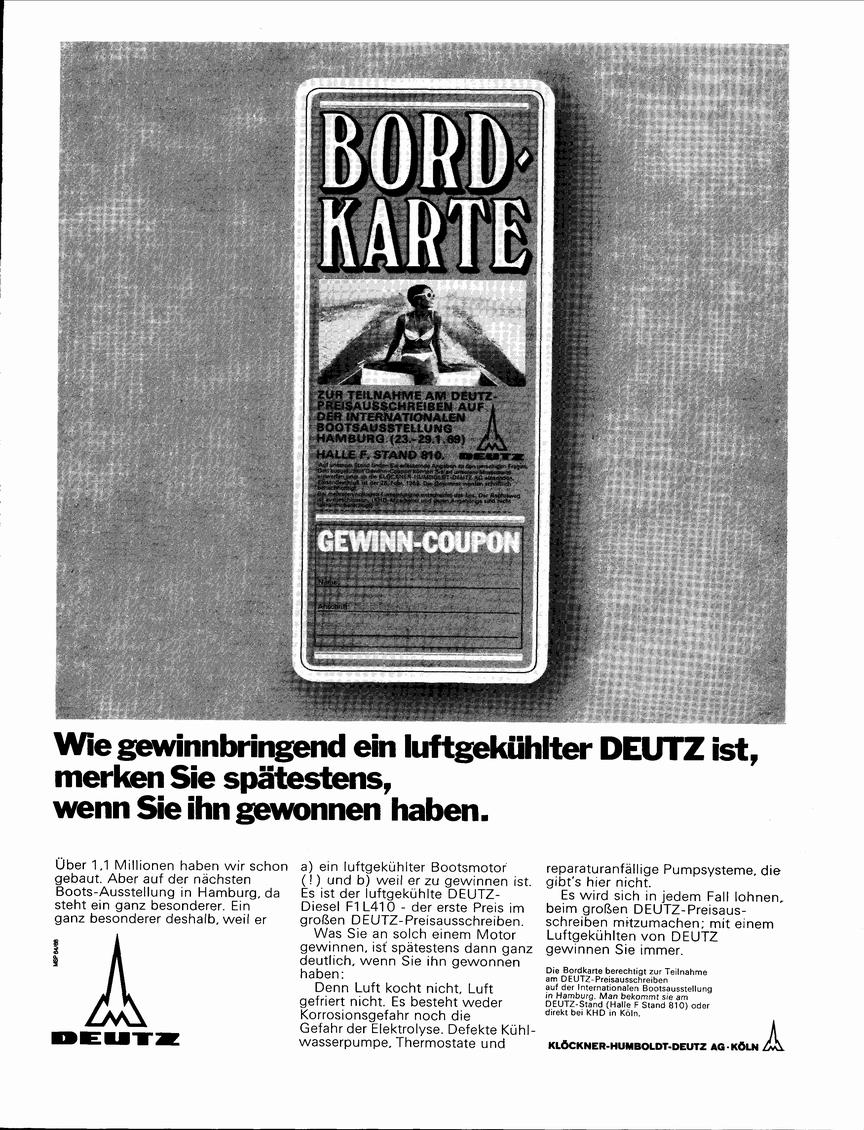 BORD-
KARTE
ZUR TEILNAHME AM DEUTZ-
PREISAUSSCHREIBEN AUF
DER INTERNATIONALEN
BOOTSAUSSTELLUNG
HAMBURG (23.-29.1.69)
HALLE F, STAND 810.
DEUTZ
GEWINN-COUPON
Name:
Anschrift:
Wie gewinnbringend ein luftgekühlter DEUTZ ist,
merken Sie spätestens,
wenn Sie ihn gewonnen haben.
Über 1,1 Millionen haben wir schon
gebaut. Aber auf der nächsten
Boots-Ausstellung in Hamburg, da
steht ein ganz besonderer. Ein
ganz besonderer deshalb, weil er
MSP 64/68
DEUTZ
a) ein luftgekühlter Bootsmotor
(!) und b) weil er zu gewinnen ist.
Es ist der luftgekühlte DEUTZ-
Diesel F1L410 - der erste Preis im
großen DEUTZ-Preisausschreiben.
Was Sie an solch einem Motor
gewinnen, ist spätestens dann ganz
deutlich, wenn Sie ihn gewonnen
haben:
Denn Luft kocht nicht, Luft
gefriert nicht. Es besteht weder
Korrosionsgefahr noch die
Gefahr der Elektrolyse. Defekte Kühl-
wasserpumpe, Thermostate und
reparaturanfällige Pumpsysteme, die
gibt's hier nicht.
Es wird sich in jedem Fall lohnen,
beim großen DEUTZ-Preisaus-
schreiben mitzumachen; mit einem
Luftgekühlten von DEUTZ
gewinnen Sie immer.
Die Bordkarte berechtigt zur Teilnahme
am DEUTZ-Preisausschreiben
auf der Internationalen Bootsausstellung
in Hamburg. Man bekommt sie am
DEUTZ-Stand (Halle F Stand 810) oder
direkt bei KHD in Köln.
KLÖCKNER-HUMBOLDT-DEUTZ AG·KÖLN